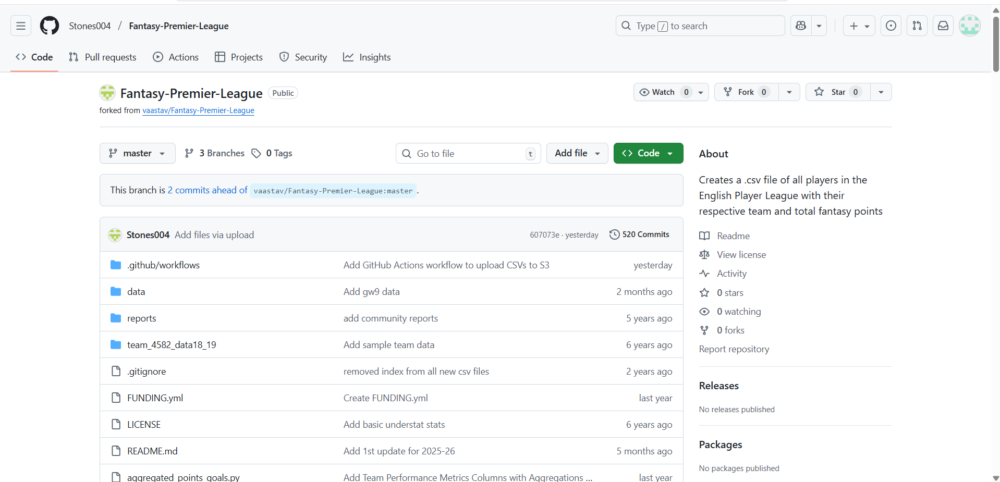 Stones004 / Fantasy-Premier-League
Type / to search
Code Pull requests Actions Projects Security Insights
Fantasy-Premier-League Public
forked from vaastav/Fantasy-Premier-League
Watch 0 Fork 0 Star 0
master 3 Branches 0 Tags
Go to file t Add file Code
This branch is 2 commits ahead of vaastav/Fantasy-Premier-League:master .
Stones004 Add files via upload 607073e · yesterday 520 Commits
.github/workflows Add GitHub Actions workflow to upload CSVs to S3 yesterday
data Add gw9 data 2 months ago
reports add community reports 5 years ago
team_4582_data18_19 Add sample team data 6 years ago
.gitignore removed index from all new csv files 2 years ago
FUNDING.yml Create FUNDING.yml last year
LICENSE Add basic understat stats 6 years ago
README.md Add 1st update for 2025-26 5 months ago
aggregated_points_goals.py Add Team Performance Metrics Columns with Aggregations ... last year
About
Creates a .csv file of all players in the
English Player League with their
respective team and total fantasy points
Readme
View license
Activity
0 stars
0 watching
0 forks
Report repository
Releases
No releases published
Packages
No packages published